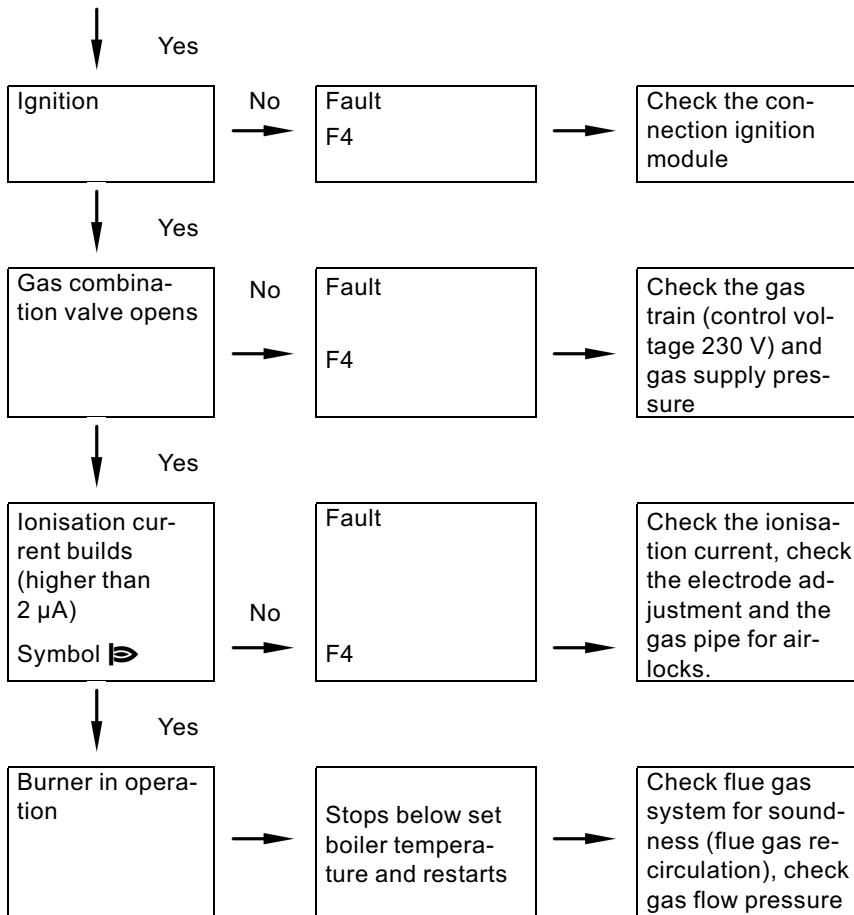 Yes
Ignition
No
Fault
F4
Check the con-
nection ignition
module
Yes
Gas combina-
tion valve opens
No
Fault
F4
Check the gas
train (control vol-
tage 230 V) and
gas supply pres-
sure
Yes
Ionisation cur-
rent builds
(higher than
2 µA)
Symbol
No
Fault
F4
Check the ionisa-
tion current, check
the electrode ad-
justment and the
gas pipe for air-
locks.
Yes
Burner in opera-
tion
Stops below set
boiler tempera-
ture and restarts
Check flue gas
system for sound-
ness (flue gas re-
circulation), check
gas flow pressure